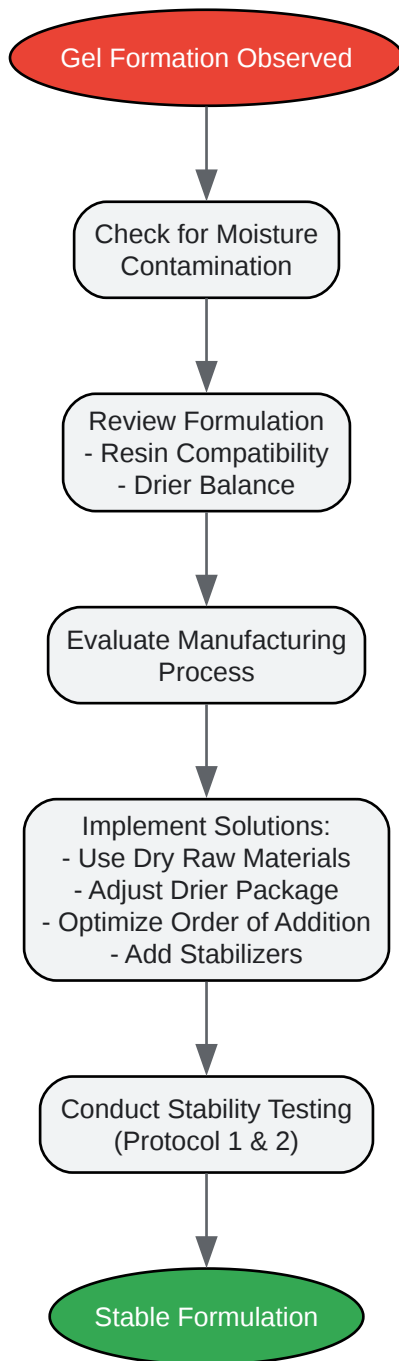 Gel Formation Observed
Check for Moisture
Contamination
Review Formulation
- Resin Compatibility
- Drier Balance
Evaluate Manufacturing
Process
Implement Solutions:
- Use Dry Raw Materials
- Adjust Drier Package
- Optimize Order of Addition
- Add Stabilizers
Conduct Stability Testing
(Protocol 1 & 2)
Stable Formulation